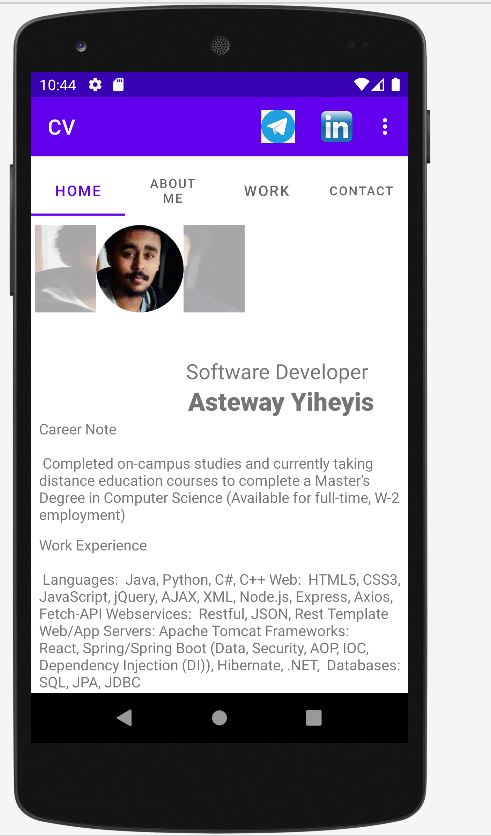 10:44
CV
in
HOME
ABOUT
ME
WORK
CONTACT
Software Developer
Asteway Yiheyis
Career Note
Completed on-campus studies and currently taking
distance education courses to complete a Master's
Degree in Computer Science (Available for full-time, W-2
employment)
Work Experience
Languages:  Java, Python, C#, C++ Web:  HTML5, CSS3,
JavaScript, jQuery, AJAX, XML, Node.js, Express, Axios,
Fetch-API Webservices:  Restful, JSON, Rest Template
Web/App Servers: Apache Tomcat Frameworks:
React, Spring/Spring Boot (Data, Security, AOP, IOC,
Dependency Injection (DI)), Hibernate, .NET,  Databases:
SQL, JPA, JDBC